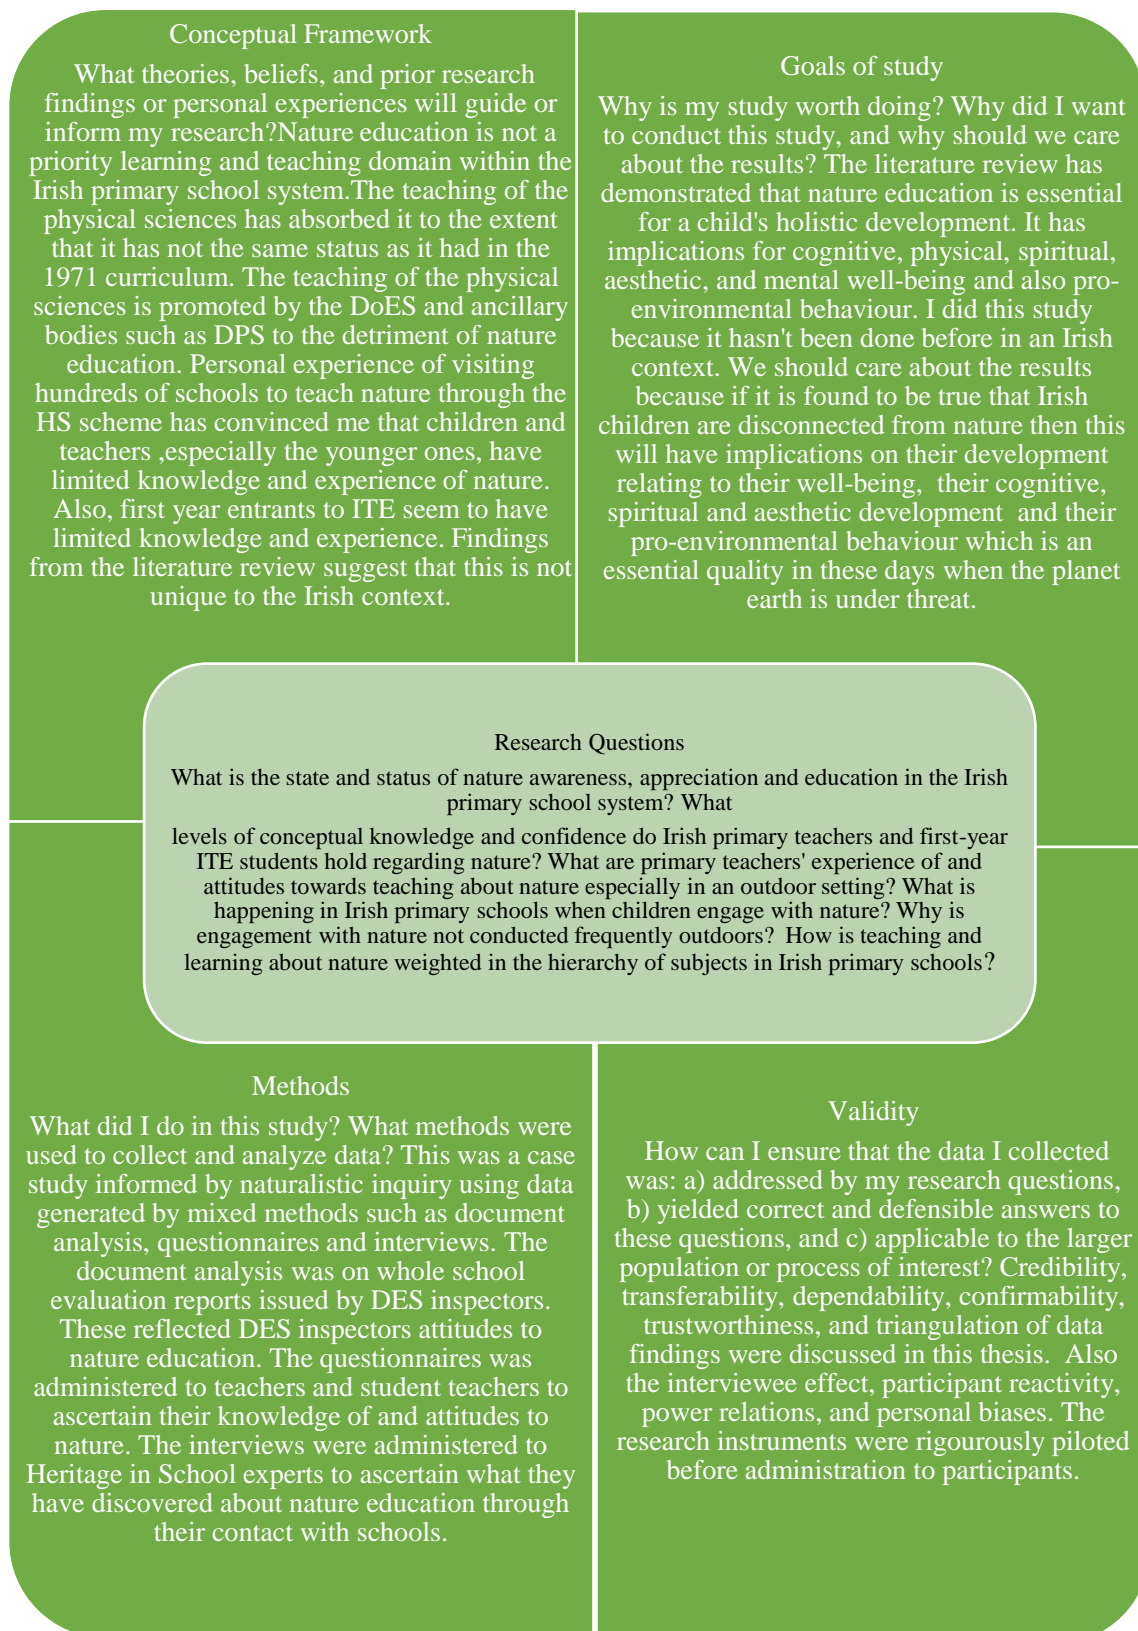 Conceptual Framework
What theories, beliefs, and prior research
findings or personal experiences will guide or
inform my research?Nature education is not a
priority learning and teaching domain within the
Irish primary school system.The teaching of the
physical sciences has absorbed it to the extent
that it has not the same status as it had in the
1971 curriculum. The teaching of the physical
sciences is promoted by the DoES and ancillary
bodies such as DPS to the detriment of nature
education. Personal experience of visiting
hundreds of schools to teach nature through the
HS scheme has convinced me that children and
teachers ,especially the younger ones, have
limited knowledge and experience of nature.
Also, first year entrants to ITE seem to have
limited knowledge and experience. Findings
from the literature review suggest that this is not
unique to the Irish context.
Goals of study
Why is my study worth doing? Why did I want
to conduct this study, and why should we care
about the results? The literature review has
demonstrated that nature education is essential
for a child's holistic development. It has
implications for cognitive, physical, spiritual,
aesthetic, and mental well-being and also pro-
environmental behaviour. I did this study
because it hasn't been done before in an Irish
context. We should care about the results
because if it is found to be true that Irish
children are disconnected from nature then this
will have implications on their development
relating to their well-being, their cognitive,
spiritual and aesthetic development and their
pro-environmental behaviour which is an
essential quality in these days when the planet
earth is under threat.
Research Questions
What is the state and status of nature awareness, appreciation and education in the Irish
primary school system? What
levels of conceptual knowledge and confidence do Irish primary teachers and first-year
ITE students hold regarding nature? What are primary teachers' experience of and
attitudes towards teaching about nature especially in an outdoor setting? What is
happening in Irish primary schools when children engage with nature? Why is
engagement with nature not conducted frequently outdoors? How is teaching and
learning about nature weighted in the hierarchy of subjects in Irish primary schools?
Methods
What did I do in this study? What methods were
used to collect and analyze data? This was a case
study informed by naturalistic inquiry using data
generated by mixed methods such as document
analysis, questionnaires and interviews. The
document analysis was on whole school
evaluation reports issued by DES inspectors.
These reflected DES inspectors attitudes to
nature education. The questionnaires was
administered to teachers and student teachers to
ascertain their knowledge of and attitudes to
nature. The interviews were administered to
Heritage in School experts to ascertain what they
have discovered about nature education through
their contact with schools.
Validity
How can I ensure that the data I collected
was: a) addressed by my research questions,
b) yielded correct and defensible answers to
these questions, and c) applicable to the larger
population or process of interest? Credibility,
transferability, dependability, confirmability,
trustworthiness, and triangulation of data
findings were discussed in this thesis. Also
the interviewee effect, participant reactivity,
power relations, and personal biases. The
research instruments were rigourously piloted
before administration to participants.